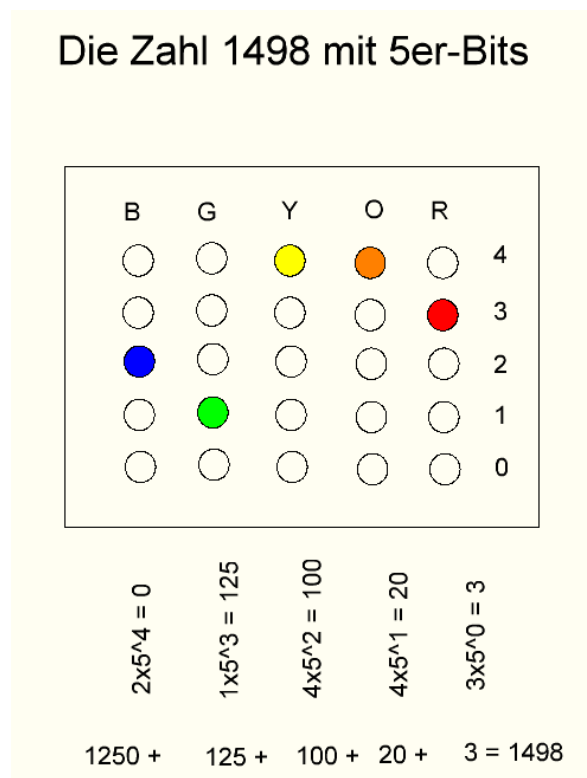 Die Zahl 1498 mit 5er-Bits
B G Y O R
4
3
2
1
0
2x5^4 = 0
1x5^3 = 125
4x5^2 = 100
4x5^1 = 20
3x5^0 = 3
1250 + 125 + 100 + 20 + 3 = 1498